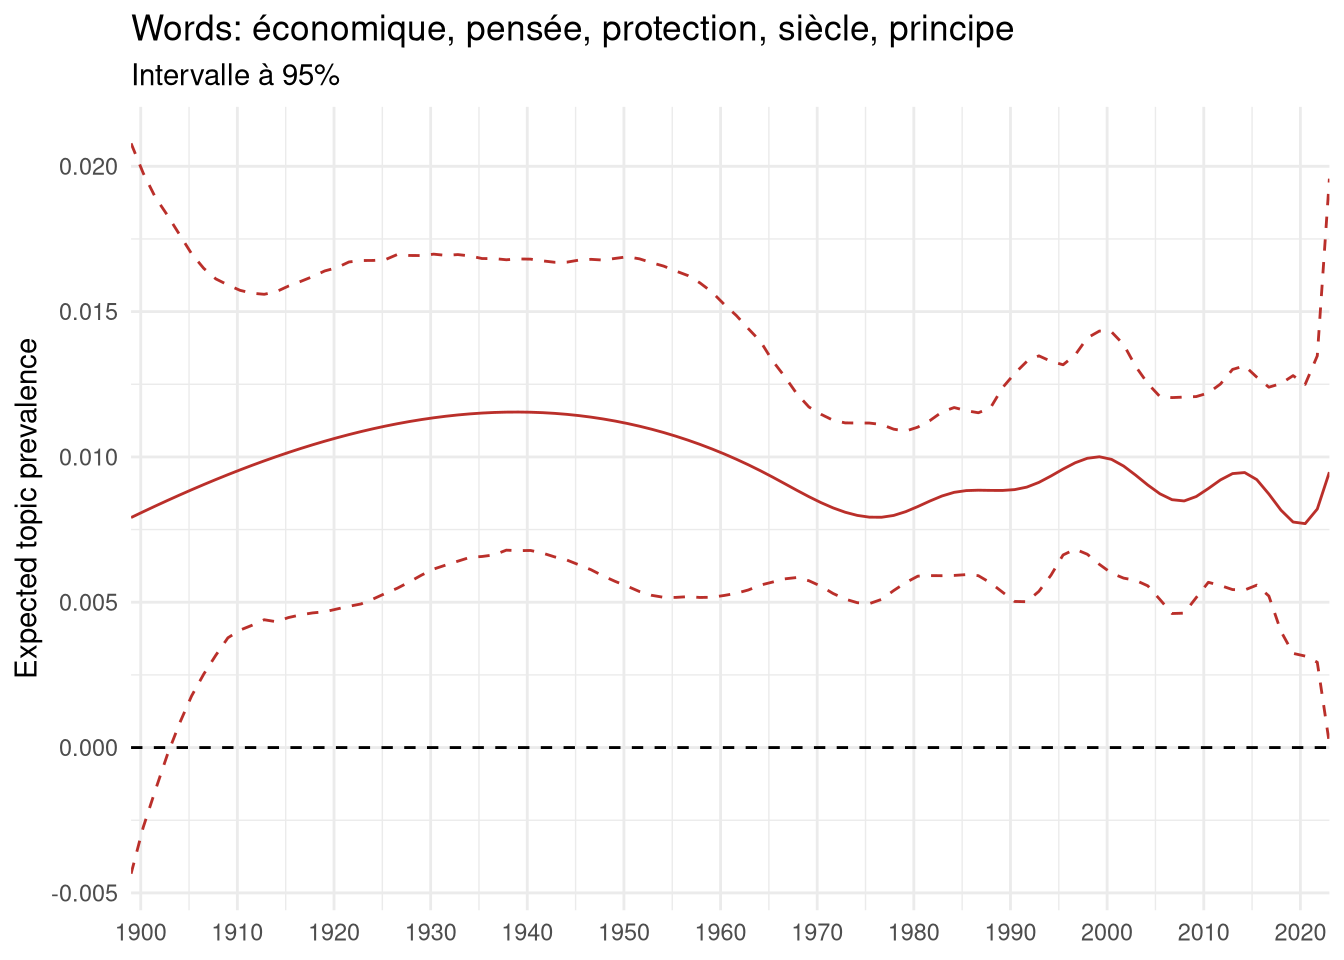 Words: économique, pensée, protection, siècle, principe
Intervalle à 95%
Expected topic prevalence
0.020
0.015
0.010
0.005
0.000
-0.005
1900 1910 1920 1930 1940 1950 1960 1970 1980 1990 2000 2010 2020